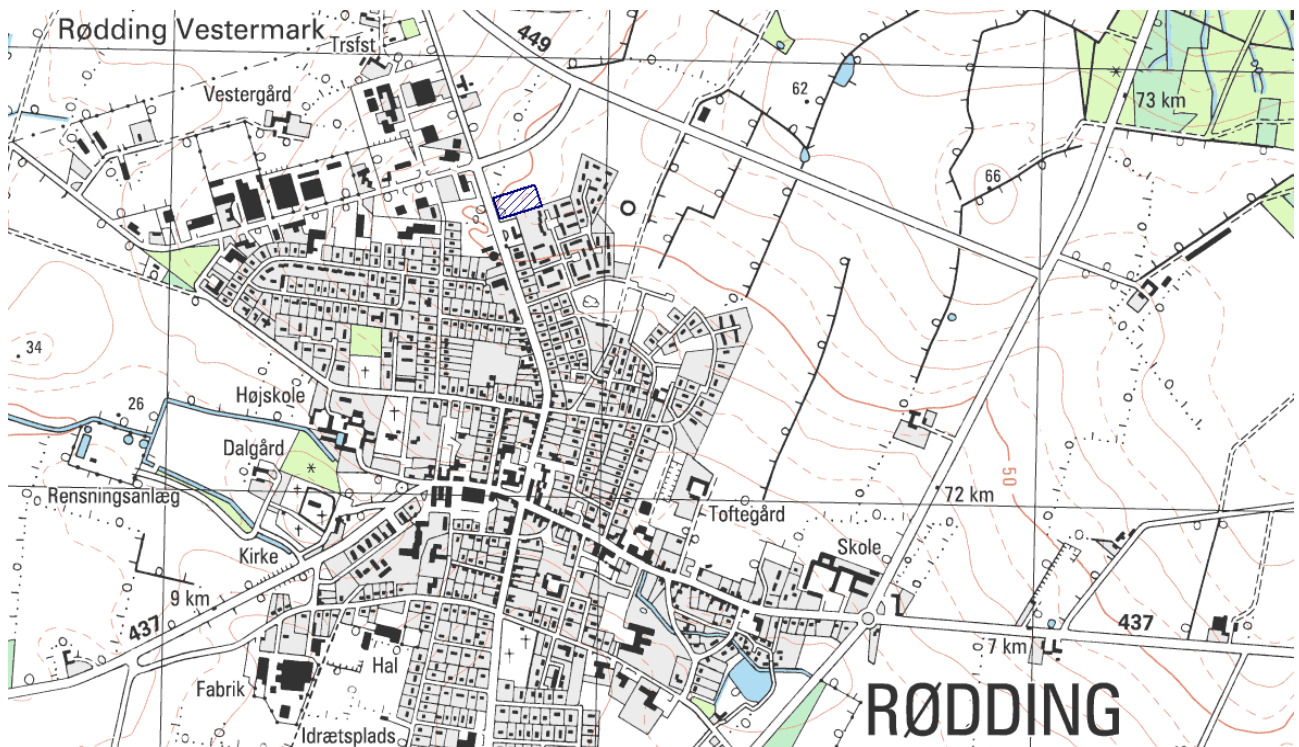 Rødding Vestermark
Trsfst
449
Vestergård
62
73 km
66
34
Højskole
26
Dalgård
50
Rensningsanlæg
72 km
Toftegård
Kirke
Skole
9 km
437
437
7 km
Hal
Fabrik
RØDDING
Idrætsplads